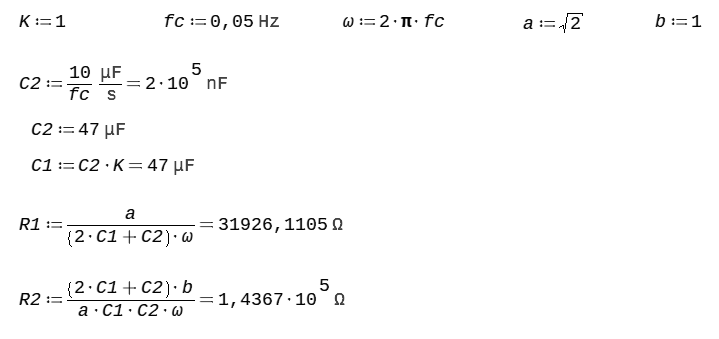 K:=1 fc:=0,05 Hz ω:=2·π·fc a:=√2 b:=1
C2:=10/fc μF/s=2·10^5 nF
C2:=47 μF
C1:=C2·K=47 μF
R1:=a/((2·C1+C2)·ω)=31926,1105 Ω
R2:=((2·C1+C2)·b)/(a·C1·C2·ω)=1,4367·10^5 Ω